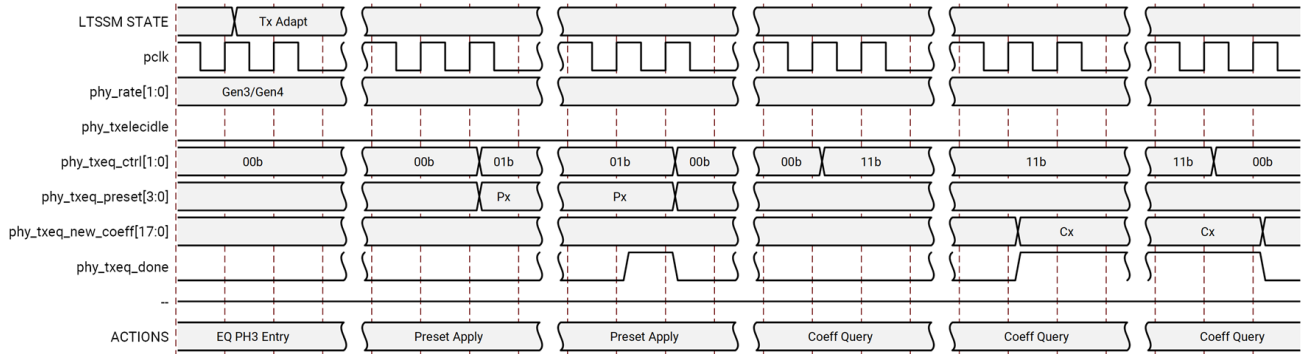 LTSSM STATE Tx Adapt
pclk
phy_rate[1:0] Gen3/Gen4
phy_txelecidle
phy_txeq_ctrl[1:0] 00b 00b 01b 01b 00b 00b 11b 11b 11b 00b
phy_txeq_preset[3:0] Px Px
phy_txeq_new_coeff[17:0] Cx Cx
phy_txeq_done
--
ACTIONS EQ PH3 Entry Preset Apply Preset Apply Coeff Query Coeff Query Coeff Query